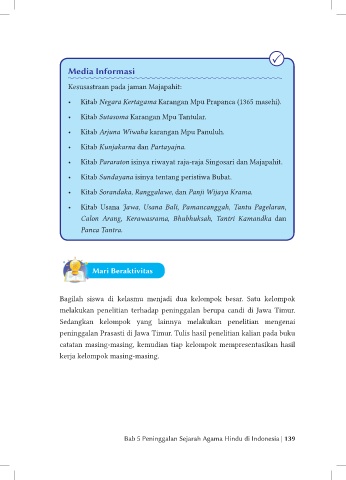 Media Informasi
Kesusastraan pada jaman Majapahit:
• Kitab Negara Kertagama Karangan Mpu Prapanca (1365 masehi).
• Kitab Sutasoma Karangan Mpu Tantular.
• Kitab Arjuna Wiwaha karangan Mpu Panuluh.
• Kitab Kunjakarna dan Partayajna.
• Kitab Pararaton isinya riwayat raja-raja Singosari dan Majapahit.
• Kitab Sundayana isinya tentang peristiwa Bubat.
• Kitab Sorandaka, Ranggalawe, dan Panji Wijaya Krama.
• Kitab Usana Jawa, Usana Bali, Pamancanggah, Tantu Pagelaran,
Calon Arang, Kerawasrama, Bhubhuksah, Tantri Kamandka dan
Panca Tantra.
Mari Beraktivitas
Bagilah siswa di kelasmu menjadi dua kelompok besar. Satu kelompok
melakukan penelitian terhadap peninggalan berupa candi di Jawa Timur.
Sedangkan kelompok yang lainnya melakukan penelitian mengenai
peninggalan Prasasti di Jawa Timur. Tulis hasil penelitian kalian pada buku
catatan masing-masing, kemudian tiap kelompok mempresentasikan hasil
kerja kelompok masing-masing.
Bab 5 Peninggalan Sejarah Agama Hindu di Indonesia | 139